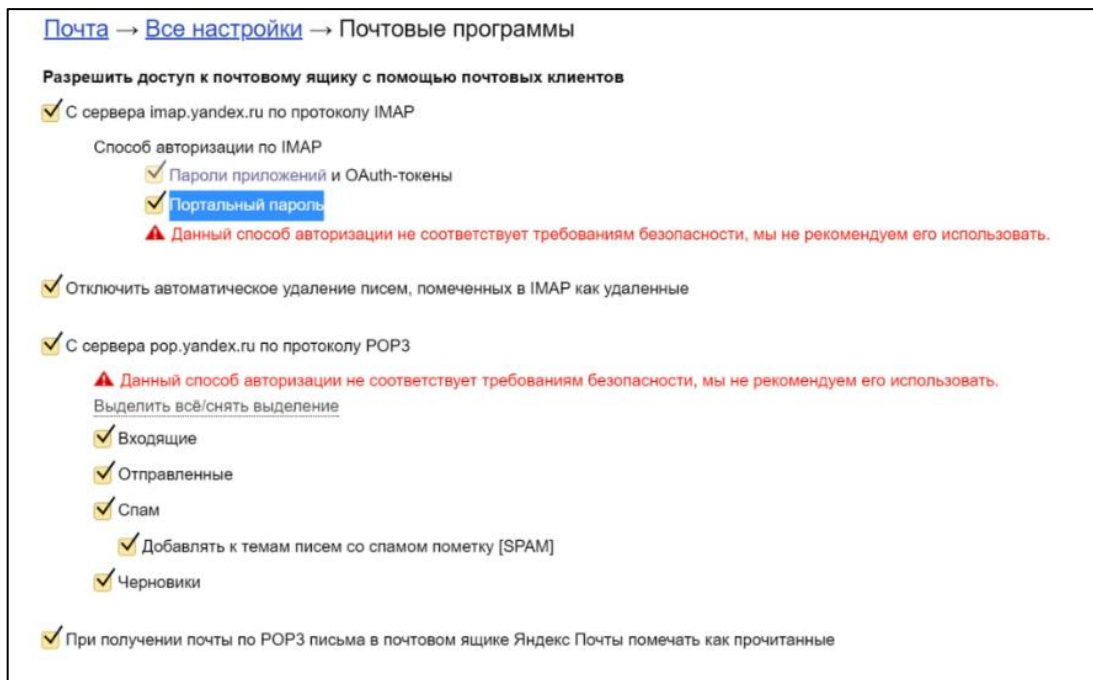 Почта → Все настройки → Почтовые программы
Разрешить доступ к почтовому ящику с помощью почтовых клиентов
С сервера imap.yandex.ru по протоколу IMAP
Способ авторизации по IMAP
Пароли приложений и OAuth-токены
Портальный пароль
Данный способ авторизации не соответствует требованиям безопасности, мы не рекомендуем его использовать.
Отключить автоматическое удаление писем, помеченных в IMAP как удаленные
С сервера pop.yandex.ru по протоколу POP3
Данный способ авторизации не соответствует требованиям безопасности, мы не рекомендуем его использовать.
Выделить всё/снять выделение
Входящие
Отправленные
Спам
Добавлять к темам писем со спамом пометку [SPAM]
Черновики
При получении почты по POP3 письма в почтовом ящике Яндекс Почты помечать как прочитанные